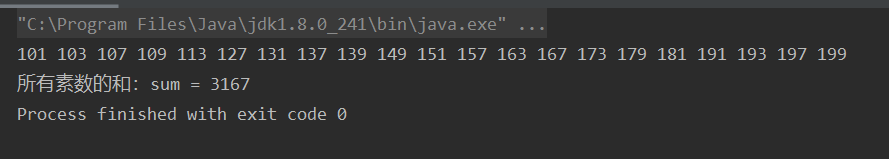 "C:\Program Files\Java\jdk1.8.0_241\bin\java.exe" ...
101 103 107 109 113 127 131 137 139 149 151 157 163 167 173 179 181 191 193 197 199
所有素数的和：sum = 3167
Process finished with exit code 0